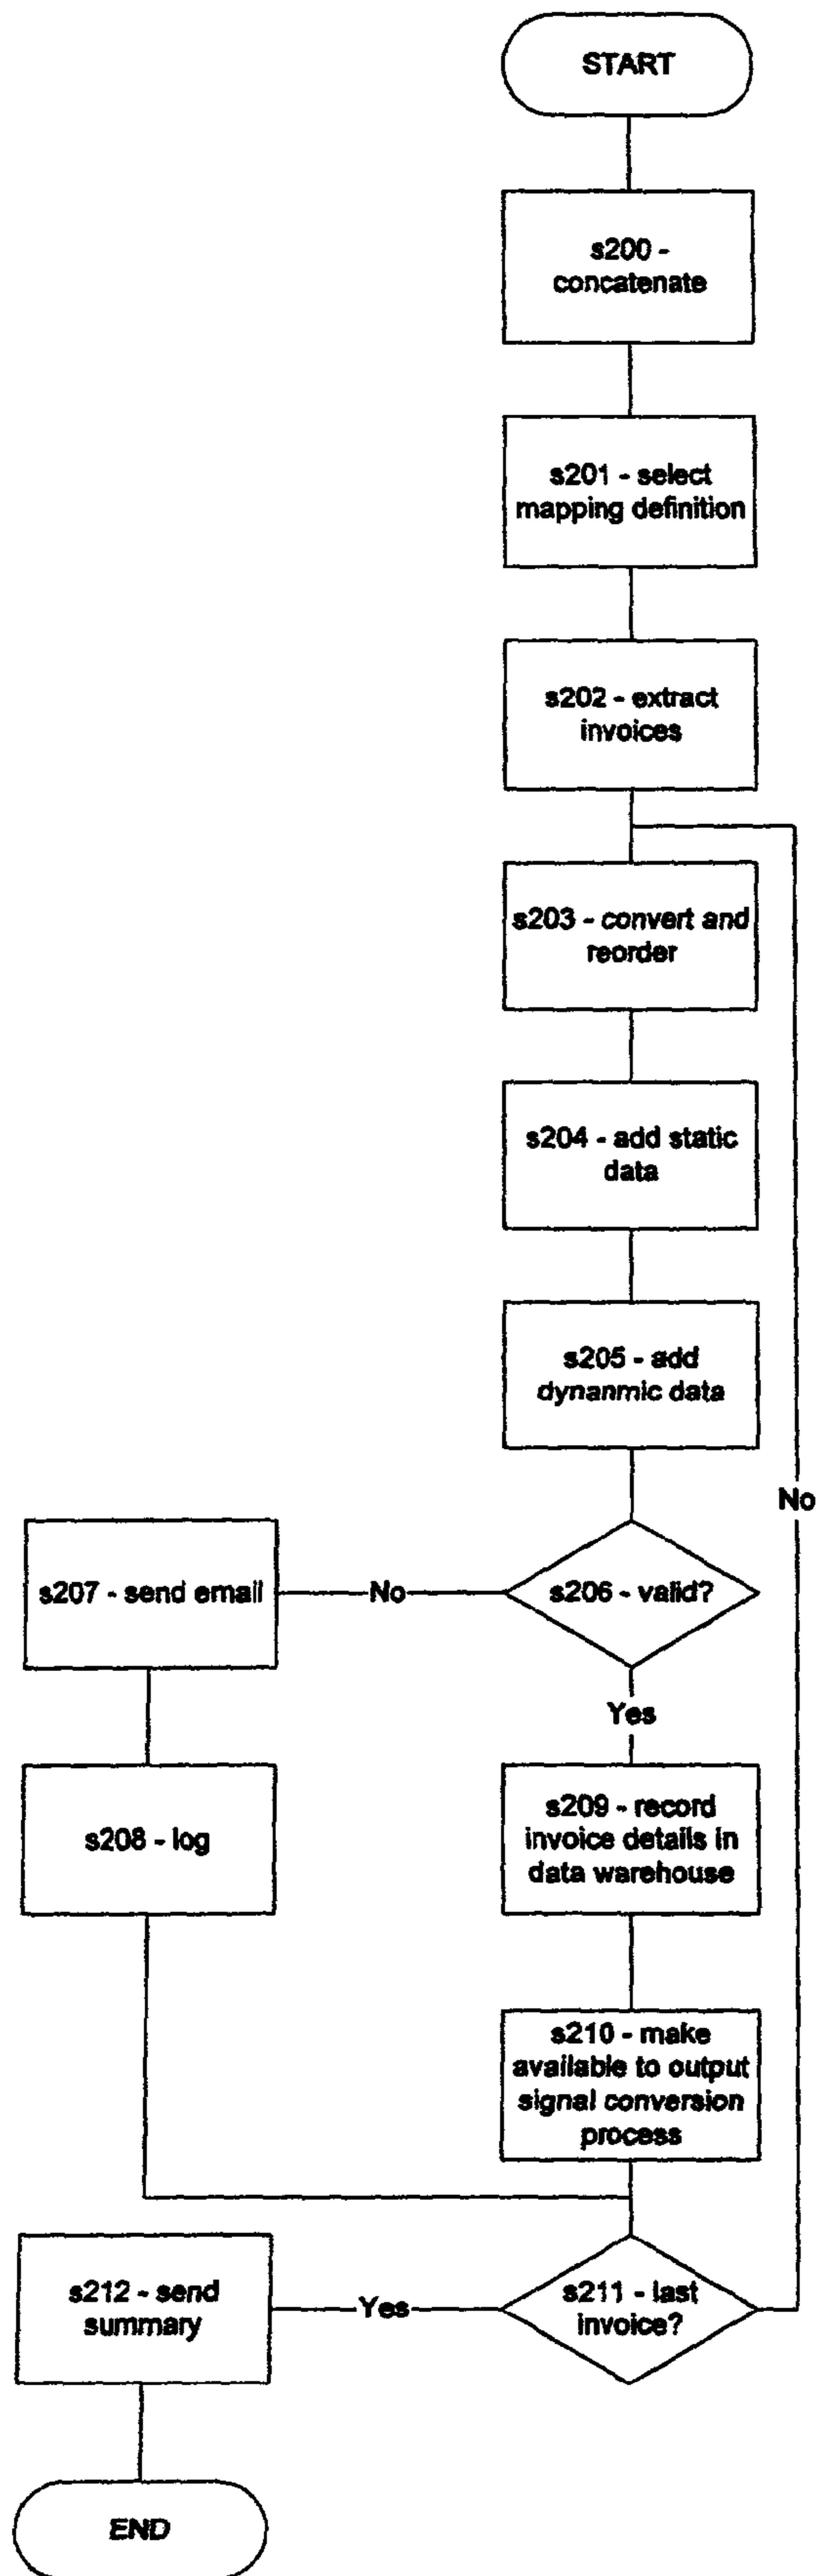 START
s200 -
concatenate
s201 - select
mapping definition
s202 - extract
invoices
s203 - convert and
reorder
s204 - add static
data
s205 - add
dynanmic data
No
s207 - send email
No
s206 - valid?
Yes
s208 - log
s209 - record
invoice details in
data warehouse
s210 - make
available to output
signal conversion
process
s212 - send
summary
Yes
s211 - last
invoice?
END